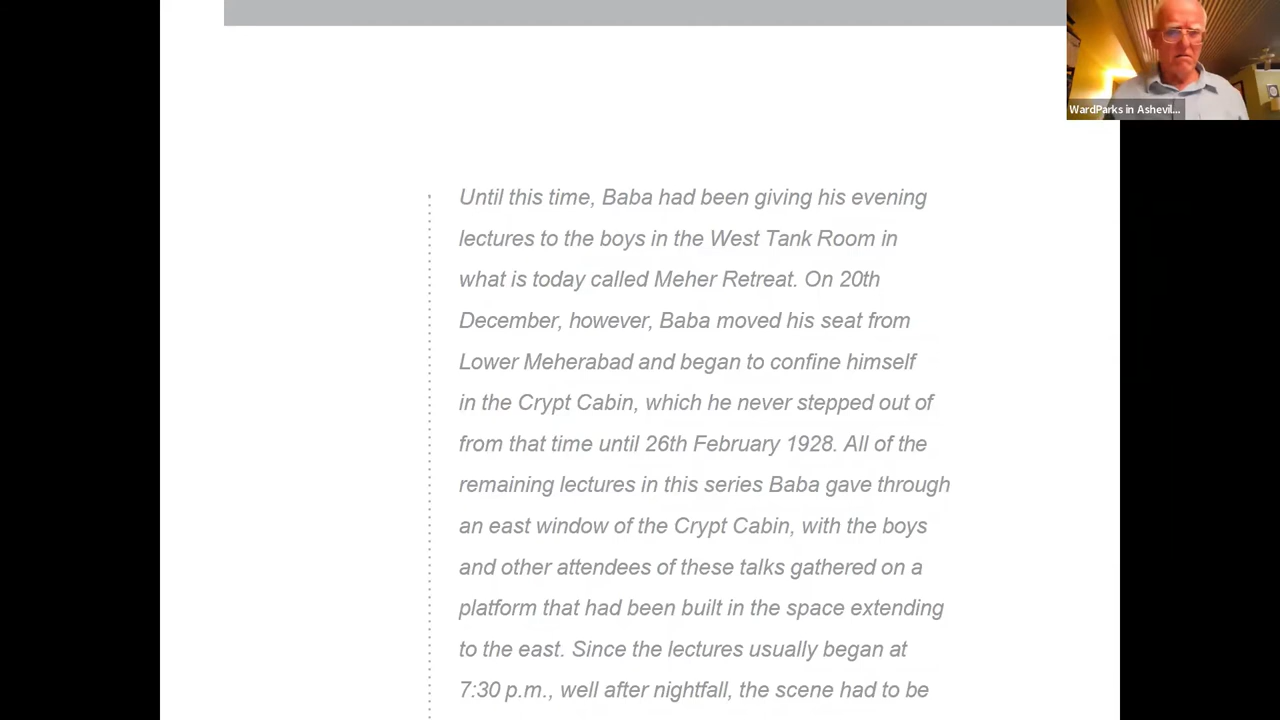 WardParks in Ashevil...
Until this time, Baba had been giving his evening
lectures to the boys in the West Tank Room in
what is today called Meher Retreat. On 20th
December, however, Baba moved his seat from
Lower Meherabad and began to confine himself
in the Crypt Cabin, which he never stepped out of
from that time until 26th February 1928. All of the
remaining lectures in this series Baba gave through
an east window of the Crypt Cabin, with the boys
and other attendees of these talks gathered on a
platform that had been built in the space extending
to the east. Since the lectures usually began at
7:30 p.m., well after nightfall, the scene had to be